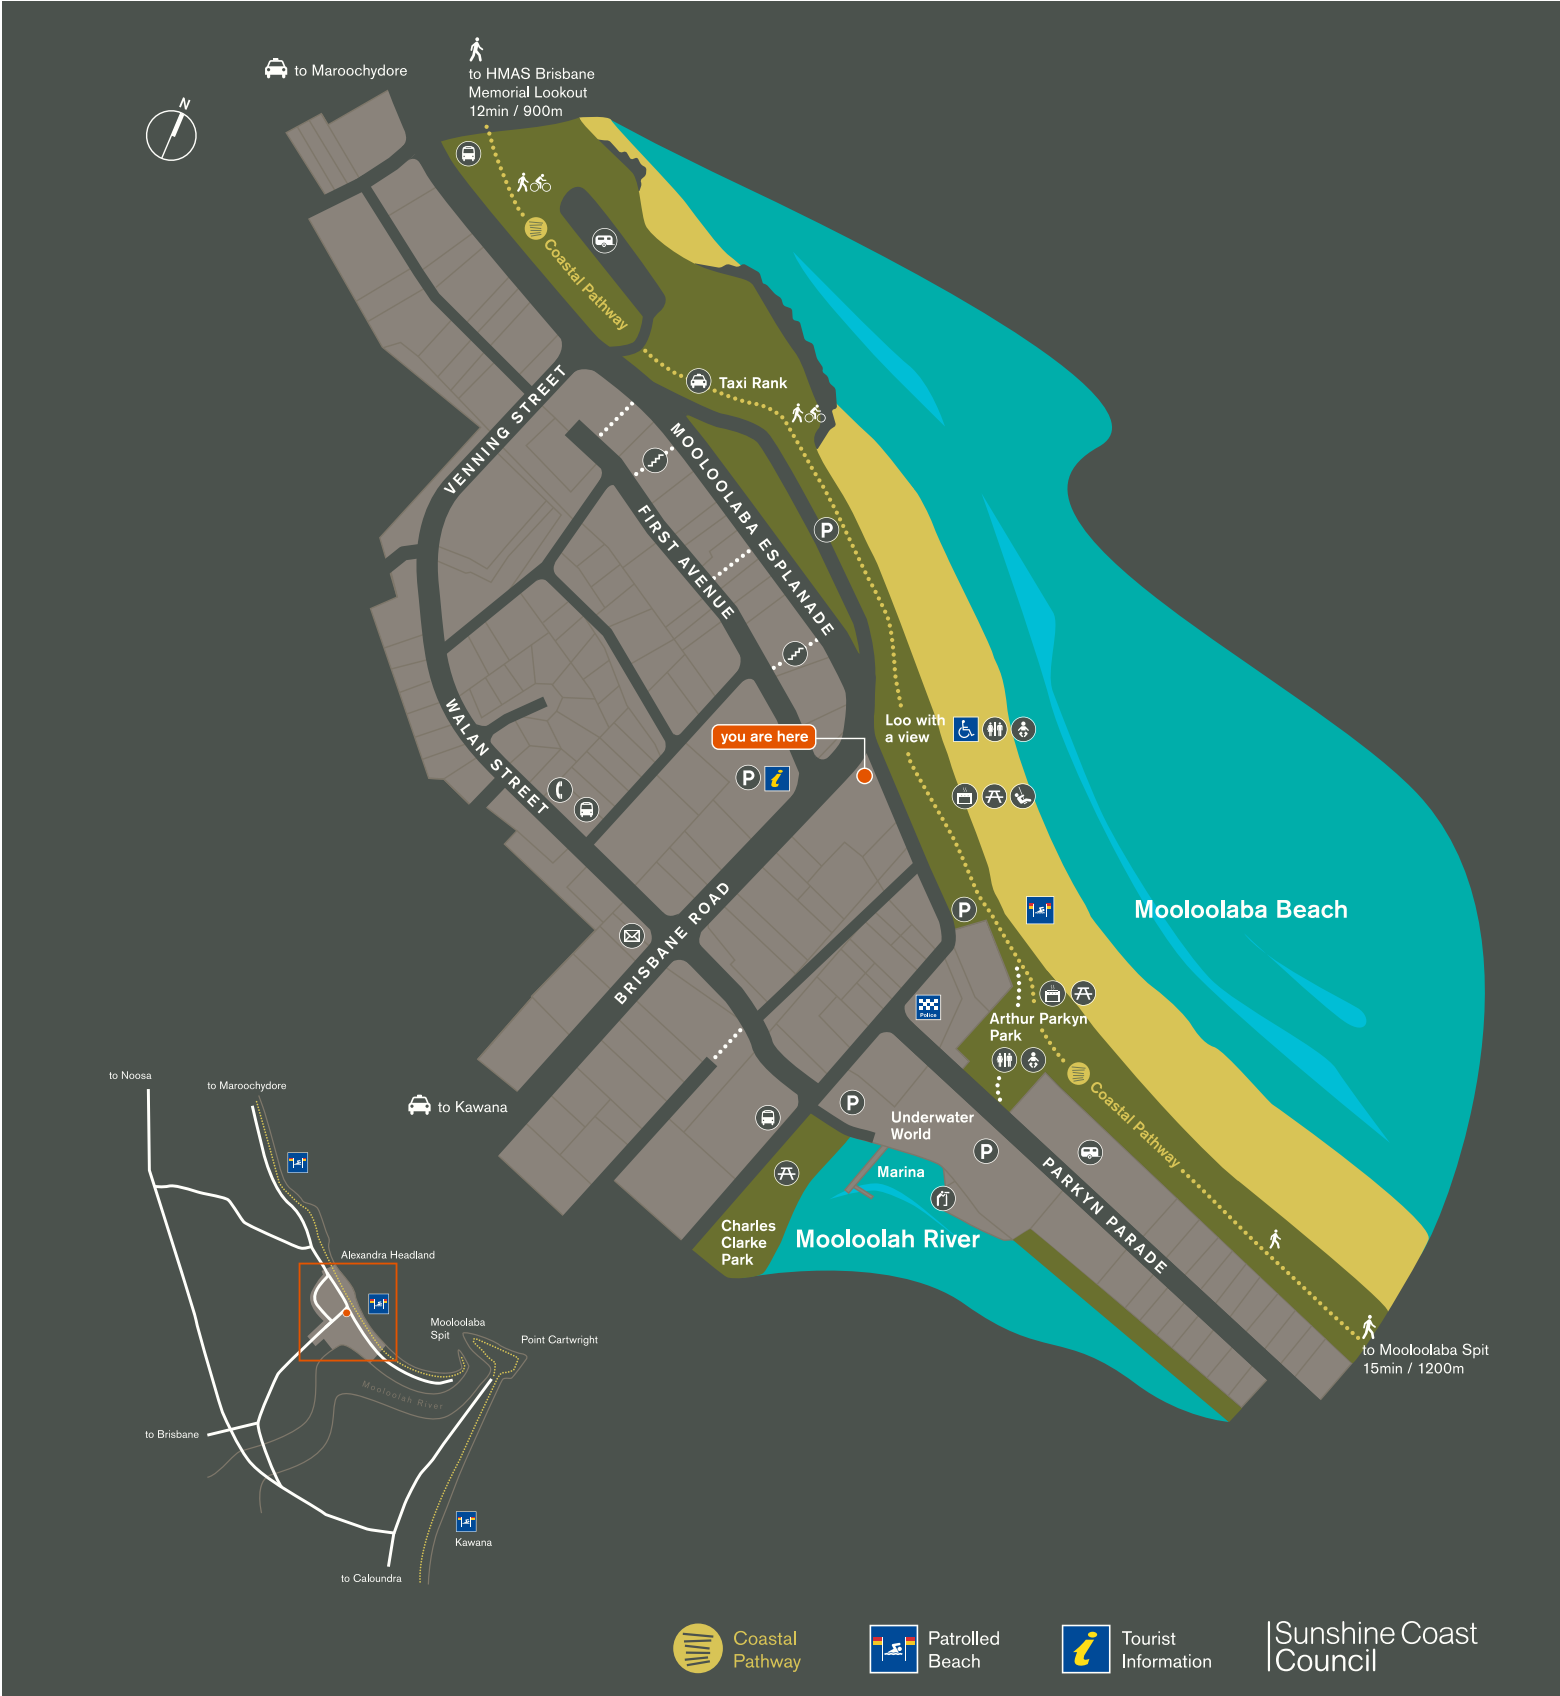 to Maroochydore
to HMAS Brisbane
Memorial Lookout
12min / 900m
N
Coastal Pathway
Taxi Rank
VENNING STREET
MOOLOOLABA ESPLANADE
FIRST AVENUE
P
WALAN STREET
Loo with
a view
you are here
P
i
BRISBANE ROAD
P
Mooloolaba Beach
Police
Arthur Parkyn
Park
Coastal Pathway
to Kawana
P
Underwater
World
P
Marina
PARKYN PARADE
Charles
Clarke
Park
Mooloolah River
to Mooloolaba Spit
15min / 1200m
to Noosa
to Maroochydore
Alexandra Headland
Mooloolaba
Spit
Point Cartwright
Mooloolah River
to Brisbane
Kawana
to Caloundra
Coastal
Pathway
Patrolled
Beach
i
Tourist
Information
Sunshine Coast
Council